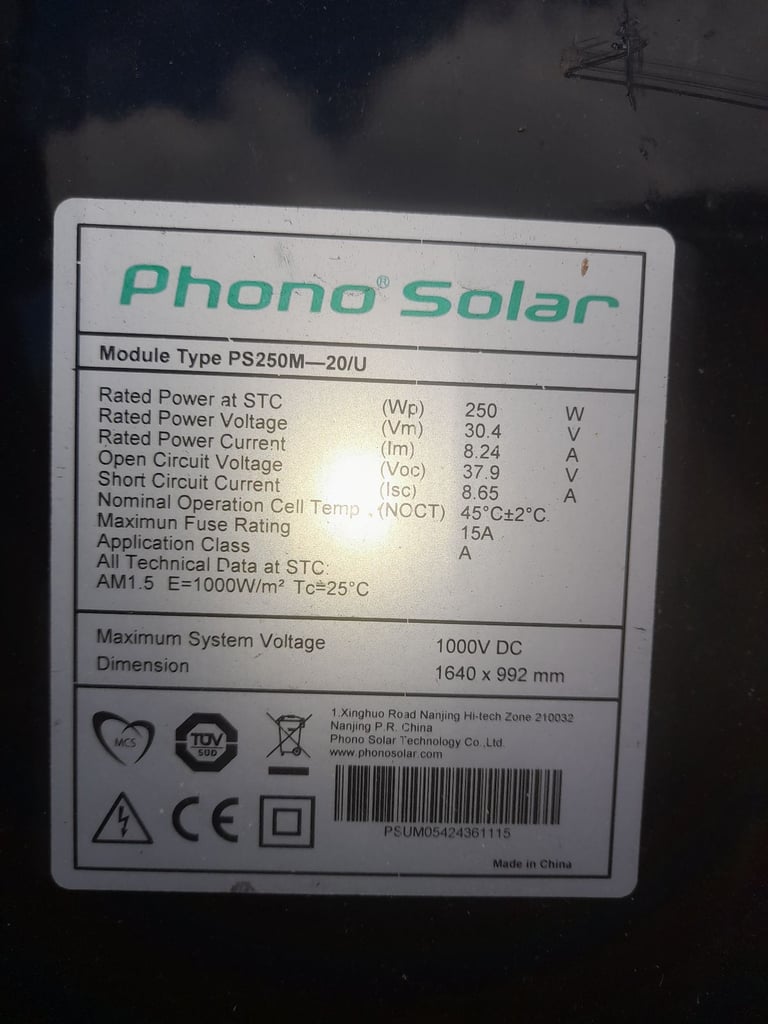 Phono® Solar
Module Type PS250M—20/U
Rated Power at STC (Wp) 250 W
Rated Power Voltage (Vm) 30.4 V
Rated Power Current (Im) 8.24 A
Open Circuit Voltage (Voc) 37.9 V
Short Circuit Current (Isc) 8.65 A
Nominal Operation Cell Temp. (NOCT) 45°C±2°C
Maximun Fuse Rating 15A
Application Class A
All Technical Data at STC:
AM1.5 E=1000W/m² Tc=25°C
Maximum System Voltage 1000V DC
Dimension 1640 x 992 mm
MCS
TÜV
SÜD
1.Xinghuo Road Nanjing Hi-tech Zone 210032
Nanjing P.R. China
Phono Solar Technology Co.,Ltd.
www.phonosolar.com
CE
PSUM05424361115
Made in China